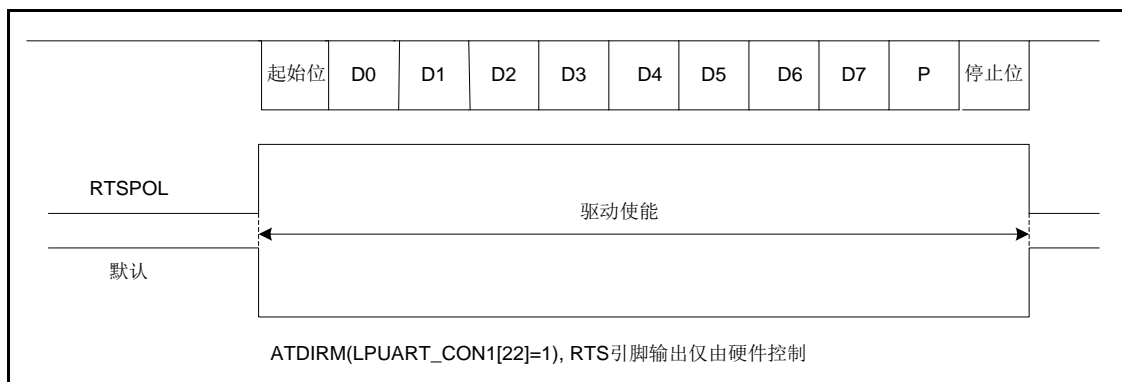 起始位 D0 D1 D2 D3 D4 D5 D6 D7 P 停止位
RTSPOL
驱动使能
默认
ATDIRM(LPUART_CON1[22]=1), RTS引脚输出仅由硬件控制